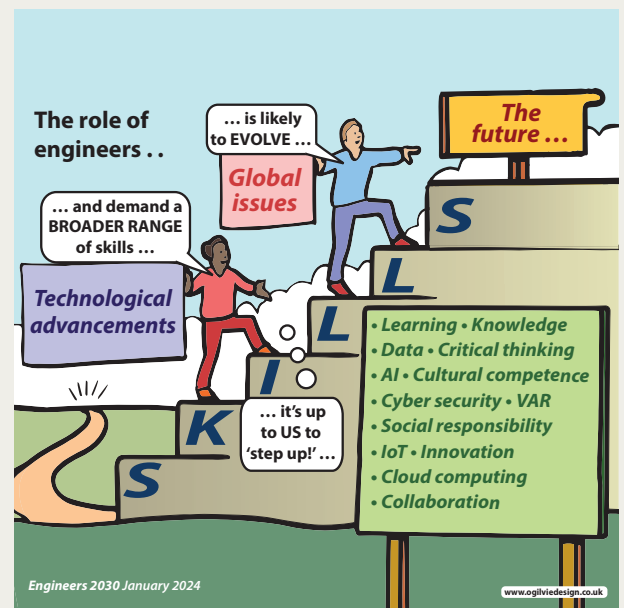 The role of
engineers . .
… is likely
to EVOLVE …
Global
issues
The
future …
… and demand a
BROADER RANGE
of skills …
Technological
advancements
… it’s up
to US to
‘step up!’ …
S
K
I
L
L
S
• Learning • Knowledge
• Data • Critical thinking
• AI • Cultural competence
• Cyber security • VAR
• Social responsibility
• IoT • Innovation
• Cloud computing
• Collaboration
Engineers 2030 January 2024
www.ogilviedesign.co.uk